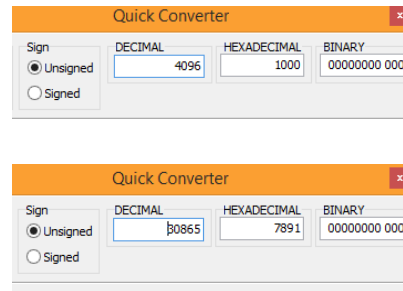 Quick Converter x
Sign DECIMAL HEXADECIMAL BINARY
Unsigned 4096 1000 00000000 000
Signed
Quick Converter x
Sign DECIMAL HEXADECIMAL BINARY
Unsigned 30865 7891 00000000 000
Signed